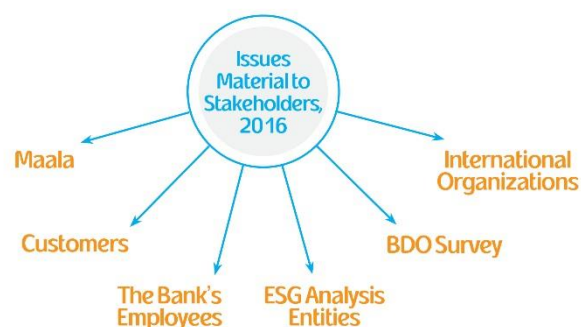 Issues
Material to
Stakeholders,
2016
Maala
International
Organizations
Customers
BDO Survey
The Bank's
Employees
ESG Analysis
Entities